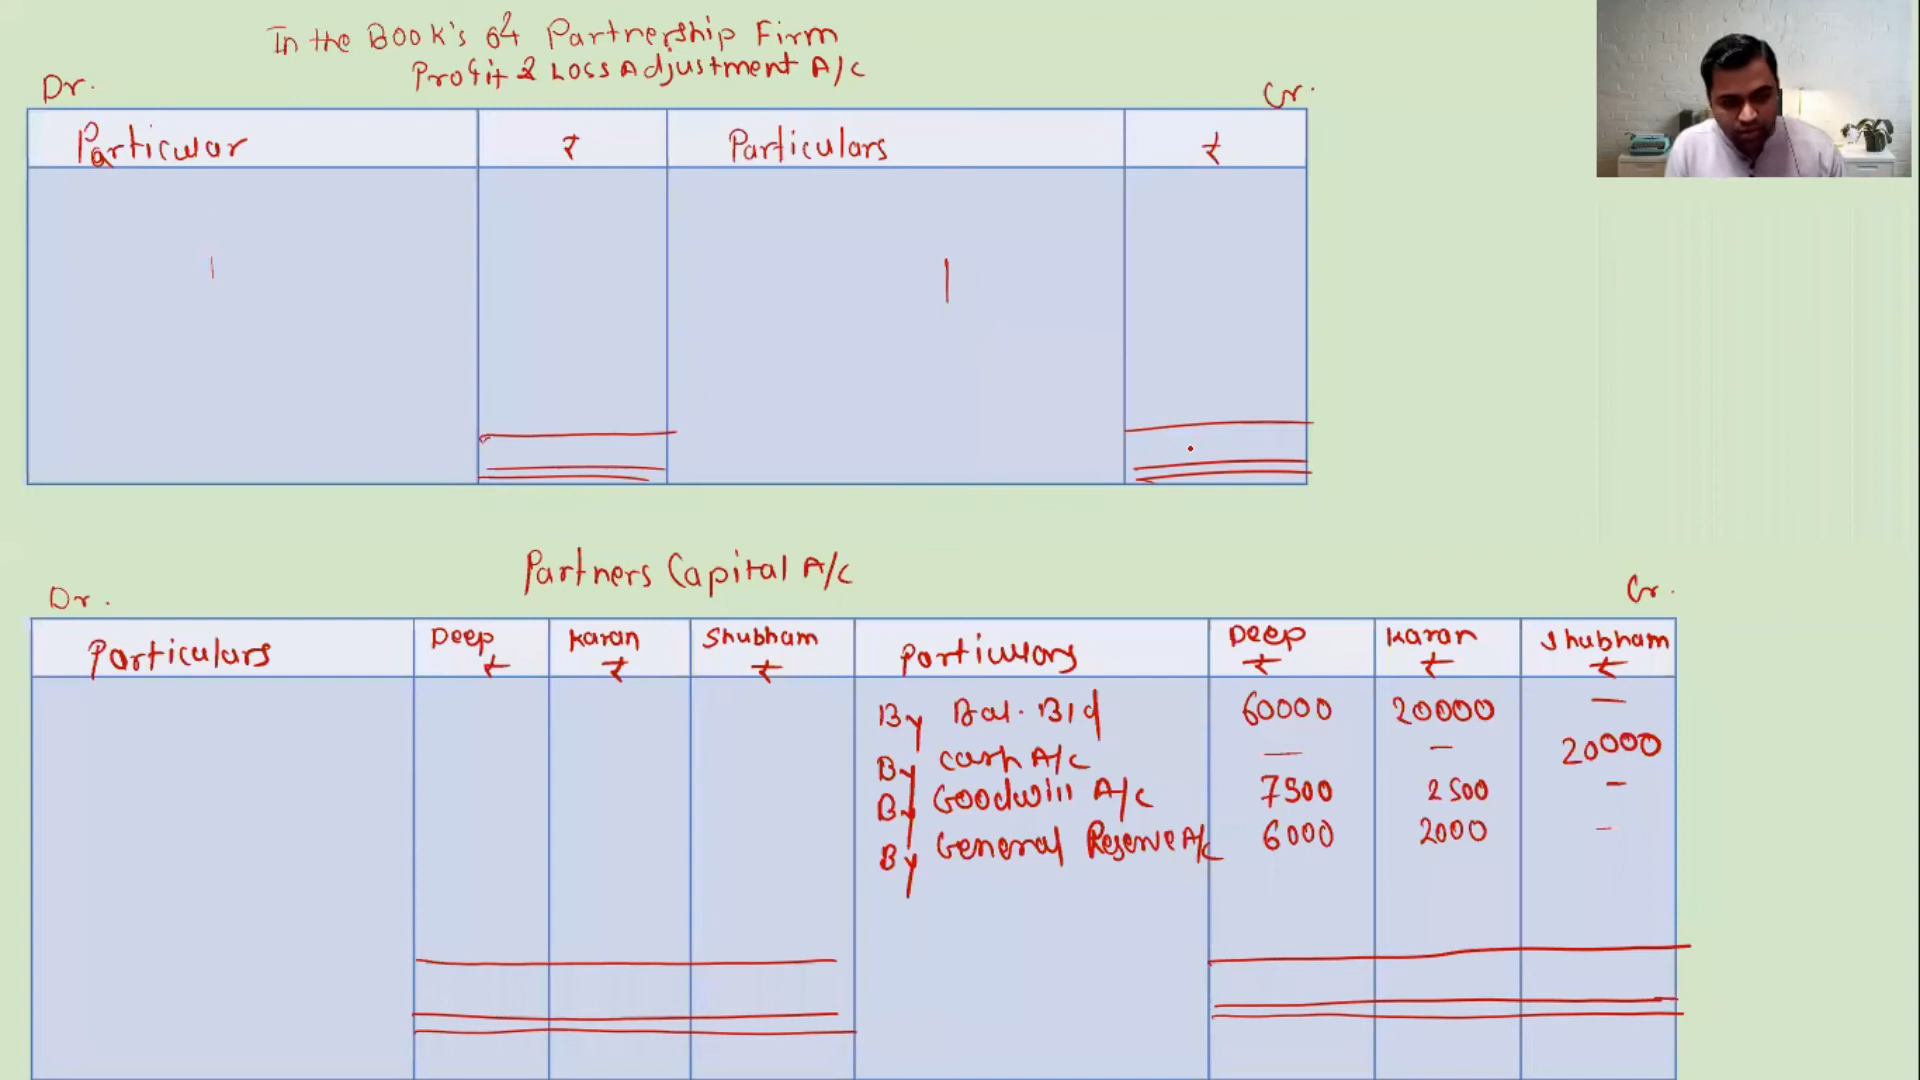 In the Book's of Partnership Firm
Profit & Loss Adjustment A/c
Dr. Cr.
Particular ₹ Particulars ₹
Partners Capital A/c
Dr. Cr.
Particulars Deep ₹ Karan ₹ Shubham ₹ Particulars Deep ₹ Karan ₹ Shubham ₹
By Bal. B/d 60000 20000 —
By Cash A/c — — 20000
By Goodwill A/c 7500 2500 —
By General Reserve A/c 6000 2000 —